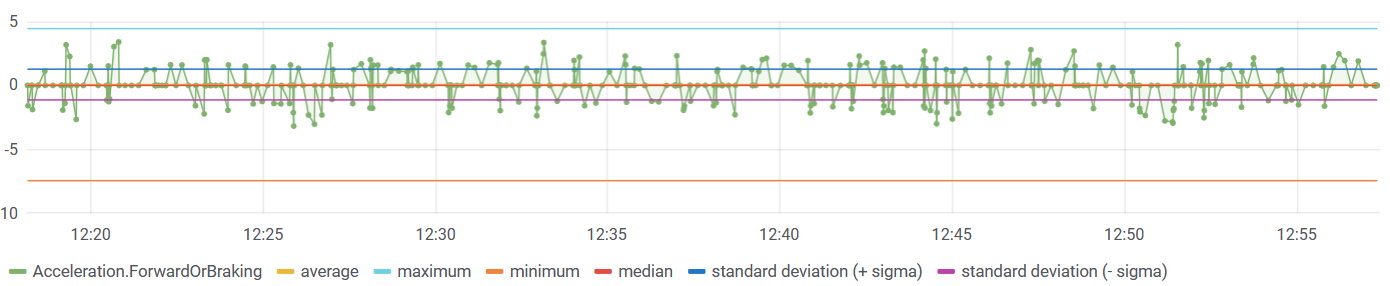 5
0
-5
10
12:20 12:25 12:30 12:35 12:40 12:45 12:50 12:55
Acceleration.ForwardOrBraking average maximum minimum median standard deviation (+ sigma) standard deviation (- sigma)